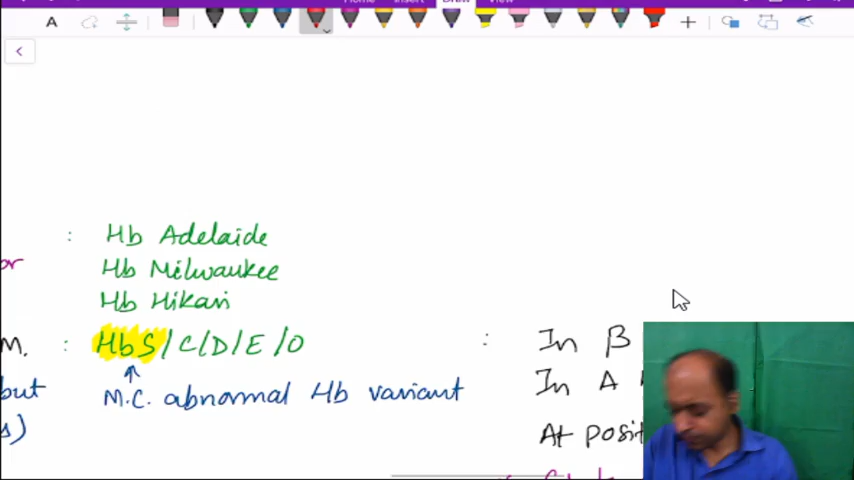 Home Insert Draw View
A
: Hb Adelaide
or Hb Milwaukee
Hb Hikari
M. : HbS/C/D/E/O : In β
but M.C. abnormal Hb variant In A
s) At posit